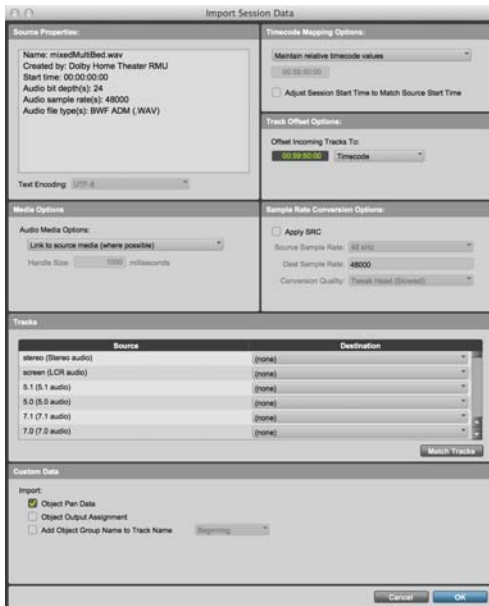 Import Session Data
Source Properties:
Name: mixedMultiBed.wav
Created by: Dolby Home Theater RMU
Start time: 00:00:00:00
Audio bit depth(s): 24
Audio sample rate(s): 48000
Audio file type(s): BWF ADM (.WAV)
Text Encoding: UTF-8
Timecode Mapping Options:
Maintain relative timecode values
00:59:50:00
Adjust Session Start Time to Match Source Start Time
Track Offset Options:
Offset Incoming Tracks To:
00:59:50:00 Timecode
Media Options
Audio Media Options:
Link to source media (where possible)
Handle Size: 1000 milliseconds
Sample Rate Conversion Options:
Apply SRC
Source Sample Rate: 48 kHz
Dest Sample Rate: 48000
Conversion Quality: Tweak Head (Slowest)
Tracks
Source Destination
stereo (Stereo audio) (none)
screen (LCR audio) (none)
5.1 (5.1 audio) (none)
5.0 (5.0 audio) (none)
7.1 (7.1 audio) (none)
7.0 (7.0 audio) (none)
Match Tracks
Custom Data
Import:
Object Pan Data
Object Output Assignment
Add Object Group Name to Track Name Beginning
Cancel OK